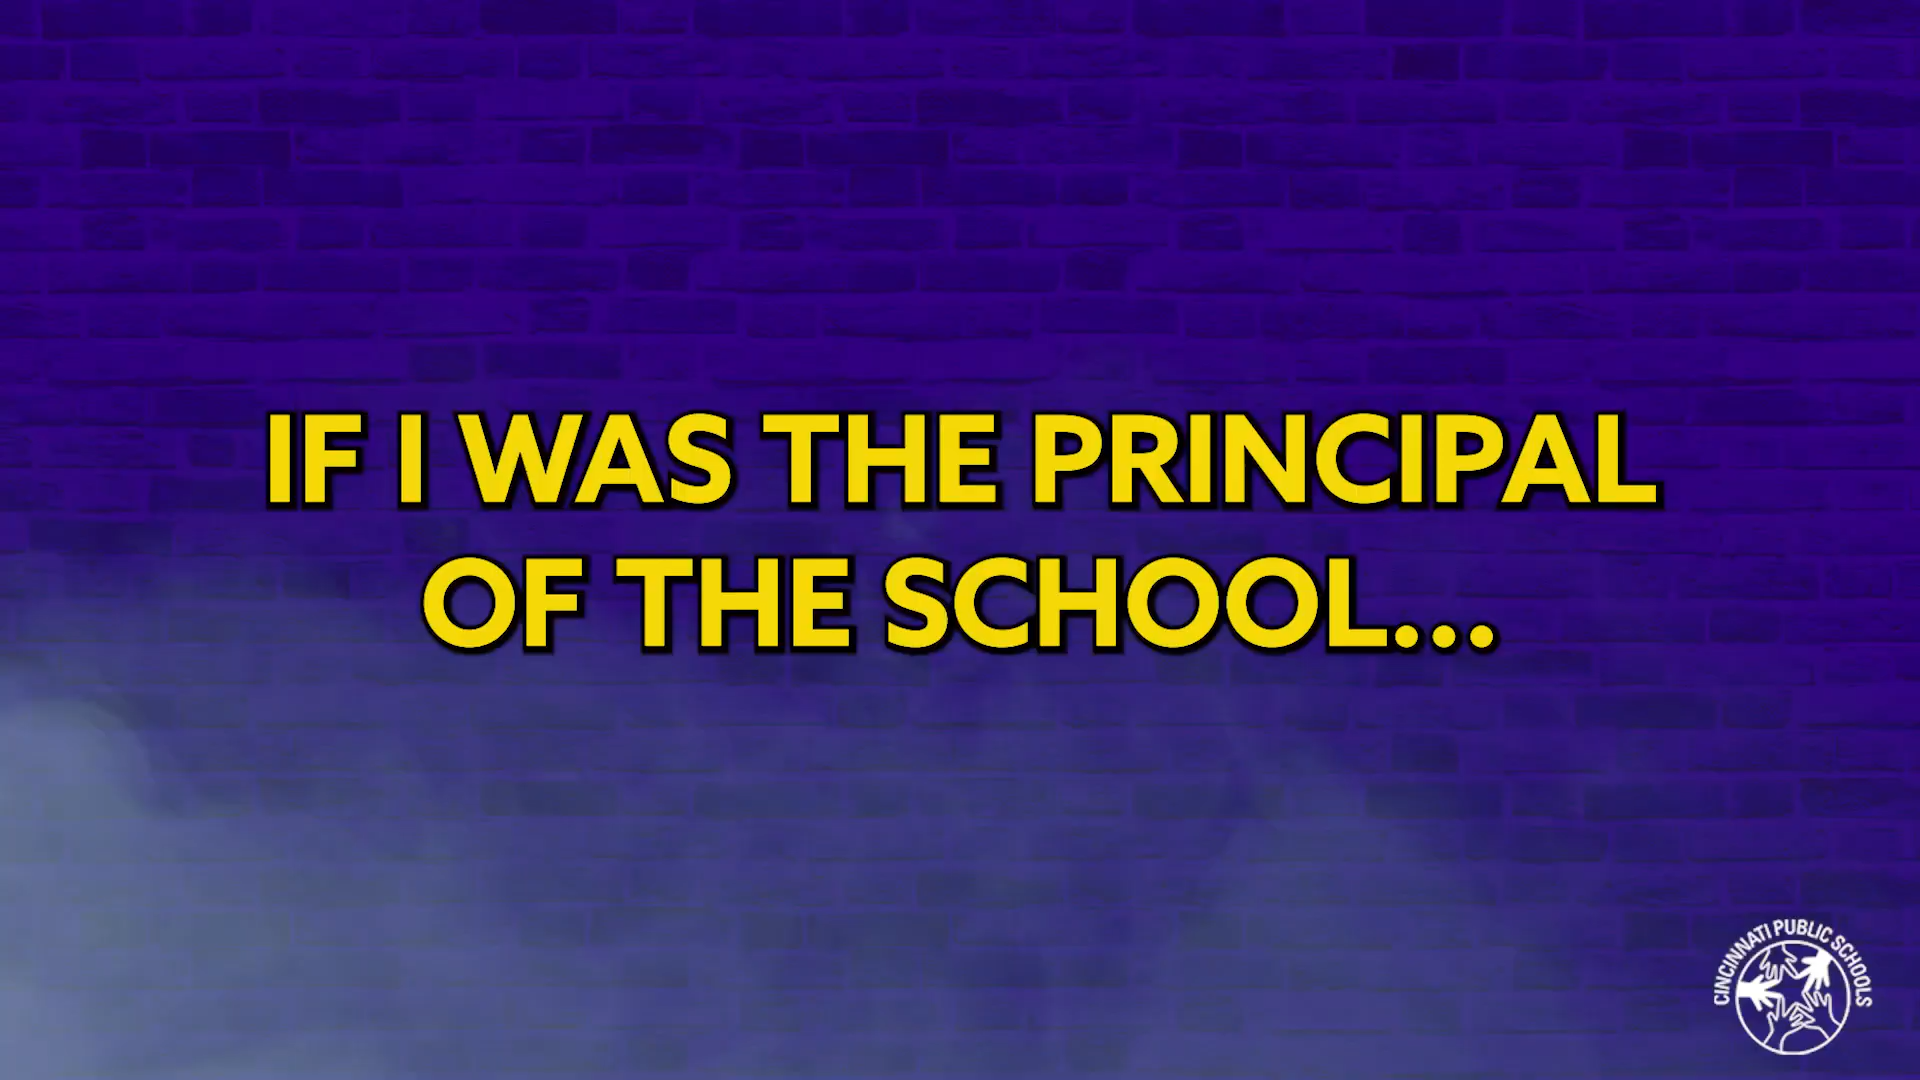 IF I WAS THE PRINCIPAL
OF THE SCHOOL...
CINCINNATI PUBLIC SCHOOLS